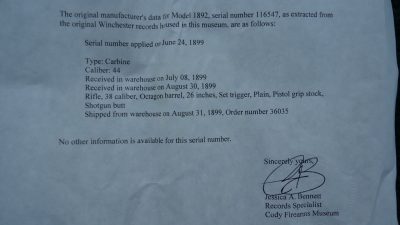 The original manufacturer's data for Model 1892, serial number 116547, as extracted from
the original Winchester records housed is this museum, are as follows:
Serial number applied on June 24, 1899
Type: Carbine
Caliber: 44
Received in warehouse on July 08, 1899
Received in warehouse on August 30, 1899
Rifle, 38 caliber, Octagon barrel, 26 inches, Set trigger, Plain, Pistol grip stock,
Shotgun butt
Shipped from warehouse on August 31, 1899, Order number 36035
No other information is available for this serial number.
Sincerely yours,
Jessica A. Bennett
Records Specialist
Cody Firearms Museum